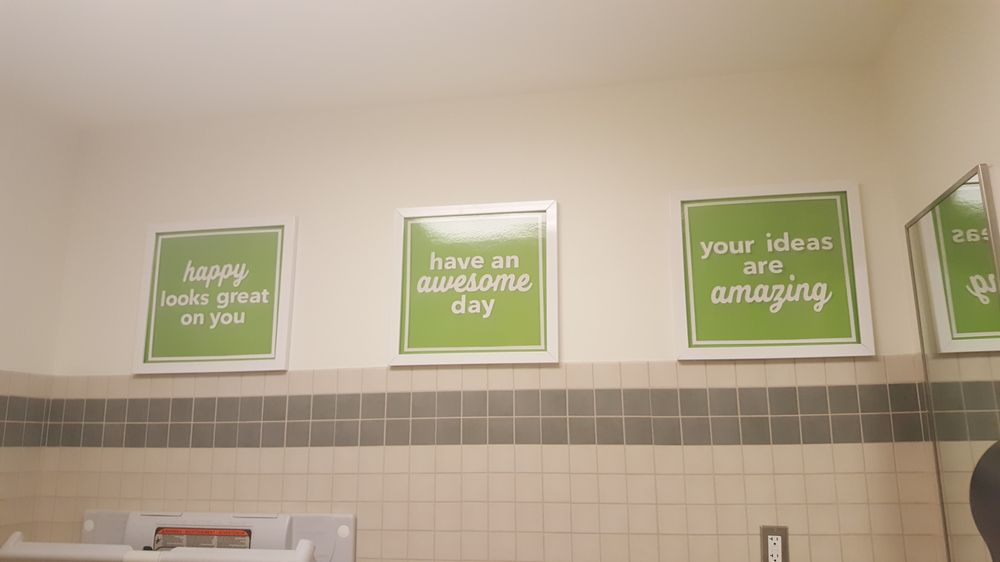 happy
looks great
on you
have an
awesome
day
your ideas
are
amazing